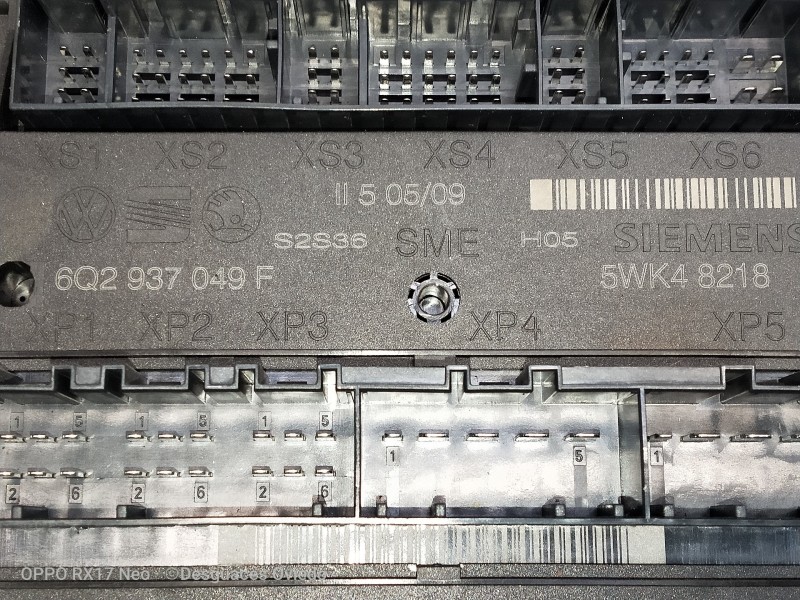 XS1 XS2 XS3 XS4 XS5 XS6
II 5 05/09
S2S36 SME H05 SIEMENS
6Q2 937 049 F 5WK4 8218
XP1 XP2 XP3 XP4 XP5
1 5 1 5 1 5
1 5 1
2 6 2 6 2 6
OPPO RX17 Neo ©Desguaces Oviedo